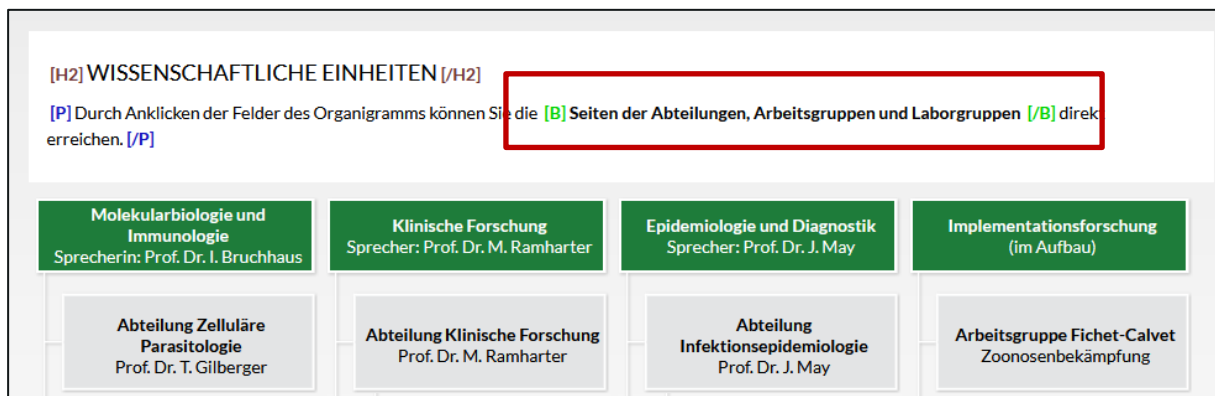 [H2] WISSENSCHAFTLICHE EINHEITEN [/H2]
[P] Durch Anklicken der Felder des Organigramms können Sie die [B] Seiten der Abteilungen, Arbeitsgruppen und Laborgruppen [/B] direkt
erreichen. [/P]
Molekularbiologie und
Immunologie
Sprecherin: Prof. Dr. I. Bruchhaus
Klinische Forschung
Sprecher: Prof. Dr. M. Ramharter
Epidemiologie und Diagnostik
Sprecher: Prof. Dr. J. May
Implementationsforschung
(im Aufbau)
Abteilung Zelluläre
Parasitologie
Prof. Dr. T. Gilberger
Abteilung Klinische Forschung
Prof. Dr. M. Ramharter
Abteilung
Infektionsepidemiologie
Prof. Dr. J. May
Arbeitsgruppe Fichet-Calvet
Zoonosenbekämpfung